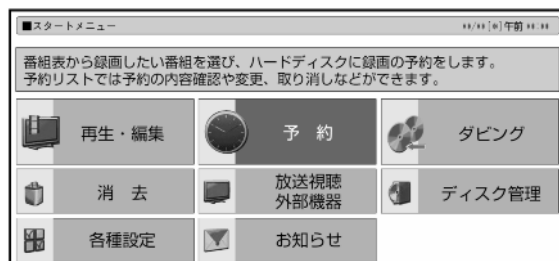 ■スタートメニュー
午前
番組表から録画したい番組を選び、ハードディスクに録画の予約をします。
予約リストでは予約の内容確認や変更、取り消しなどができます。
再生・編集
予 約
ダビング
消 去
放送視聴
外部機器
ディスク管理
各種設定
お知らせ